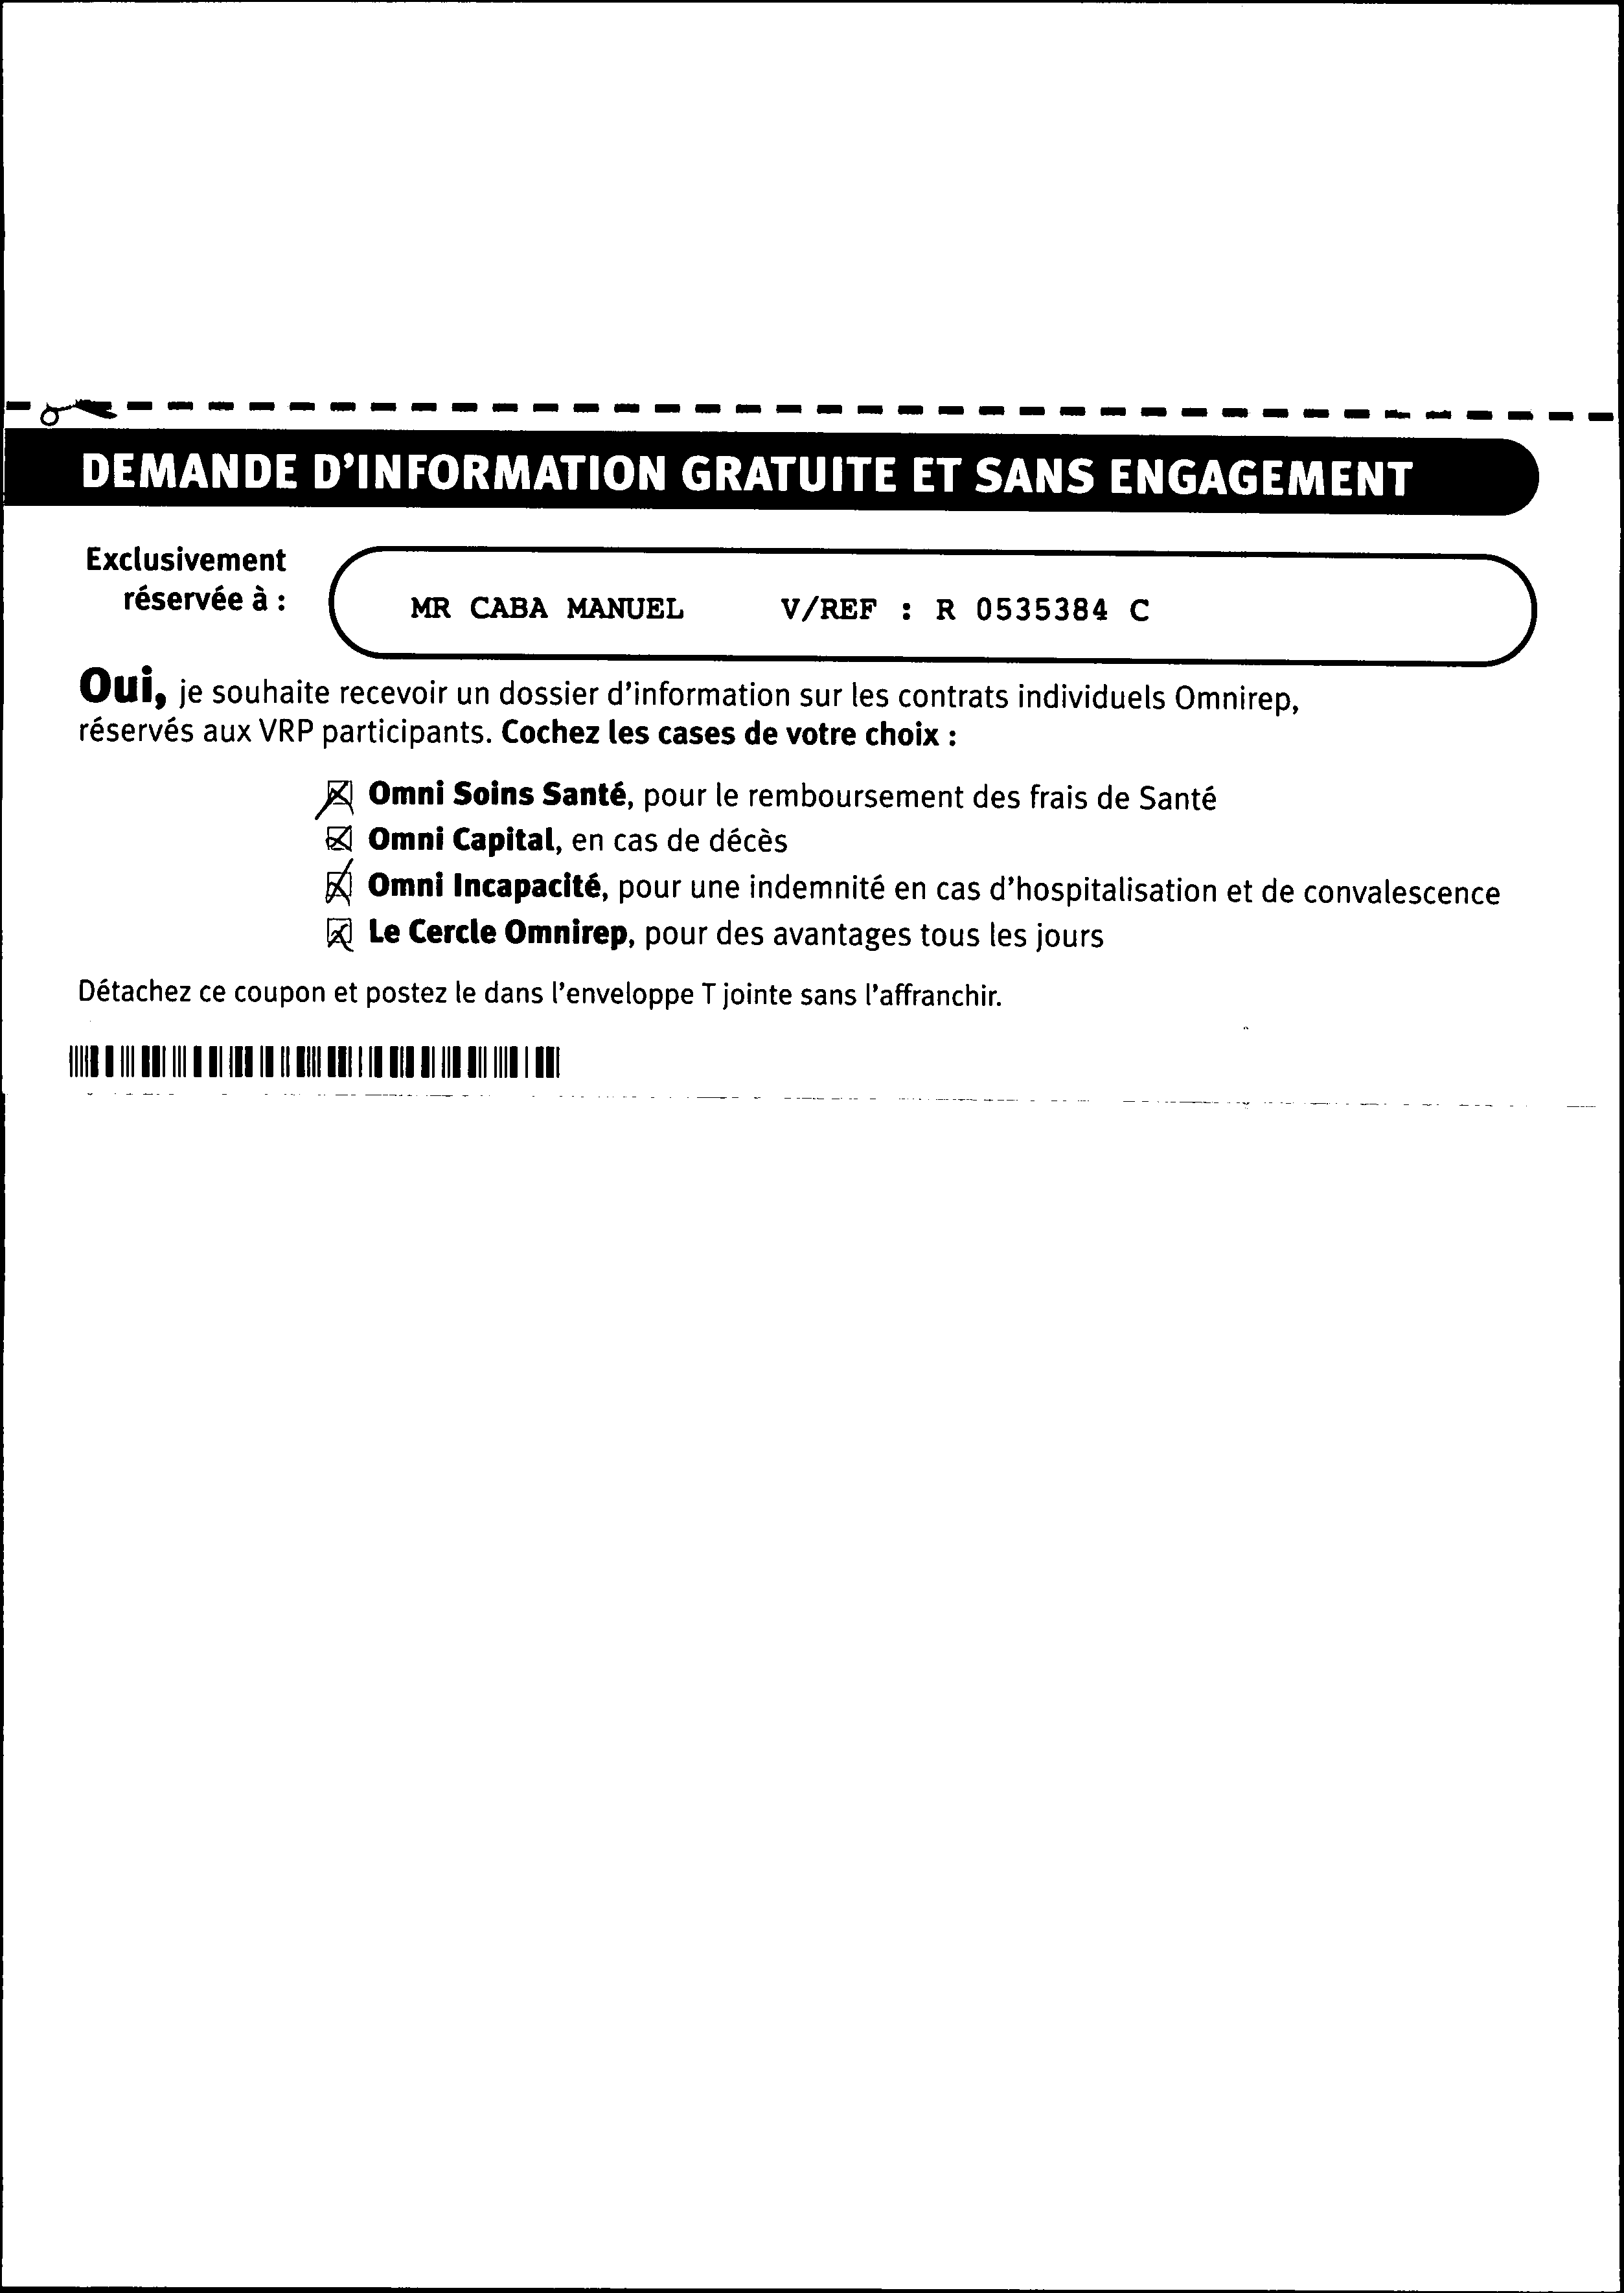 DEMANDE D'INFORMATION GRATUITE ET SANS ENGAGEMENT
Exclusivement
réservée à :
MR CABA MANUEL V/REF : R 0535384 C
Oui, je souhaite recevoir un dossier d'information sur les contrats individuels Omnirep,
réservés aux VRP participants. Cochez les cases de votre choix :
Omni Soins Santé, pour le remboursement des frais de Santé
Omni Capital, en cas de décès
Omni Incapacité, pour une indemnité en cas d'hospitalisation et de convalescence
Le Cercle Omnirep, pour des avantages tous les jours
Détachez ce coupon et postez le dans l'enveloppe T jointe sans l'affranchir.